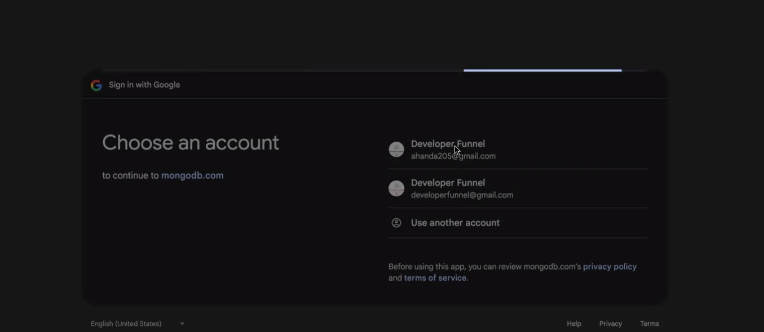 Sign in with Google
Choose an account
to continue to mongodb.com
Developer Funnel
ahanda205@gmail.com
Developer Funnel
developerfunnel@gmail.com
Use another account
Before using this app, you can review mongodb.com's privacy policy
and terms of service.
English (United States)
Help Privacy Terms